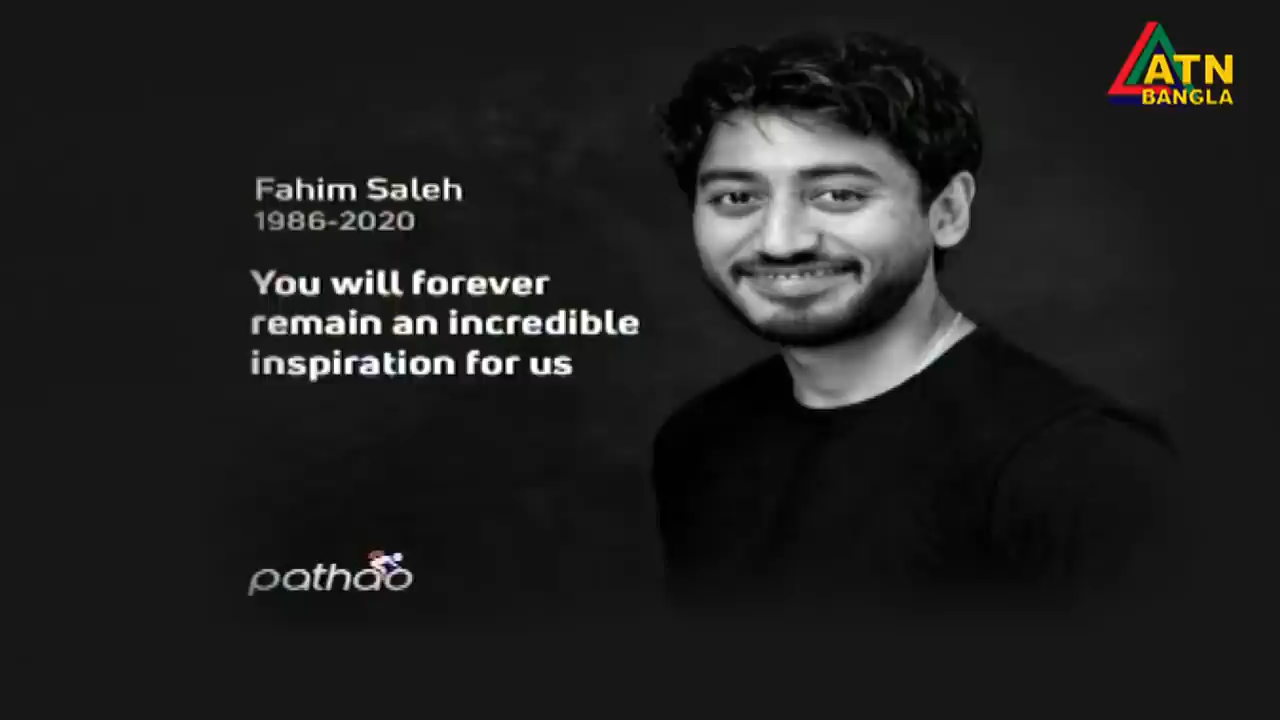 ATN
BANGLA
Fahim Saleh
1986-2020
You will forever
remain an incredible
inspiration for us
pathao